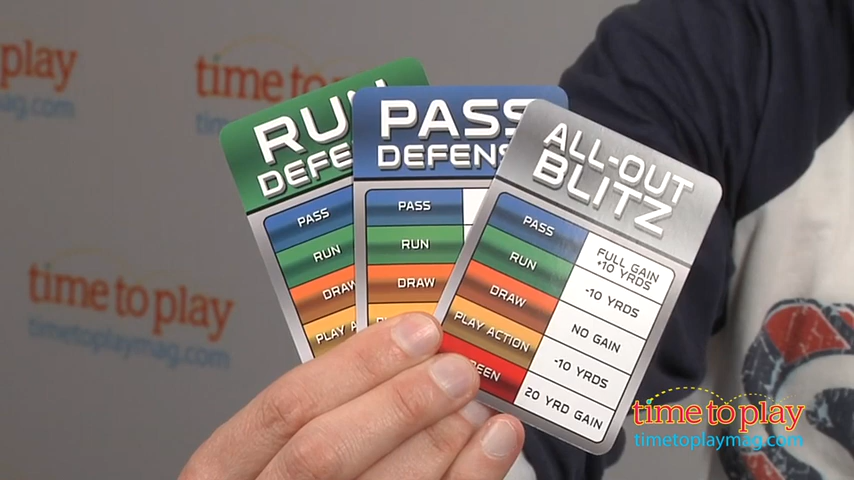 to play
mag.com
time to play
time to play
timetoplaymag.com
RUN
DEFE
PASS
RUN
DRAW
PLAY A
PASS
DEFENS
PASS
RUN
DRAW
ALL-OUT
BLITZ
PASS
FULL GAIN
+10 YRDS
RUN
-10 YRDS
DRAW
NO GAIN
PLAY ACTION
-10 YRDS
EEN
20 YRD GAIN
time to play
timetoplaymag.com